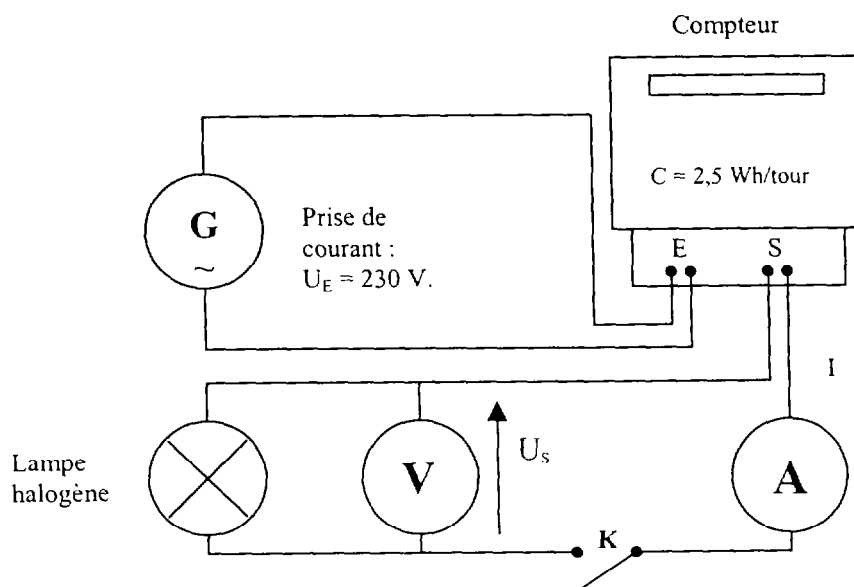 Compteur
C = 2,5 Wh/tour
G
~
Prise de
courant :
U_E = 230 V.
E
S
I
Lampe
halogène
V
U_s
A
K